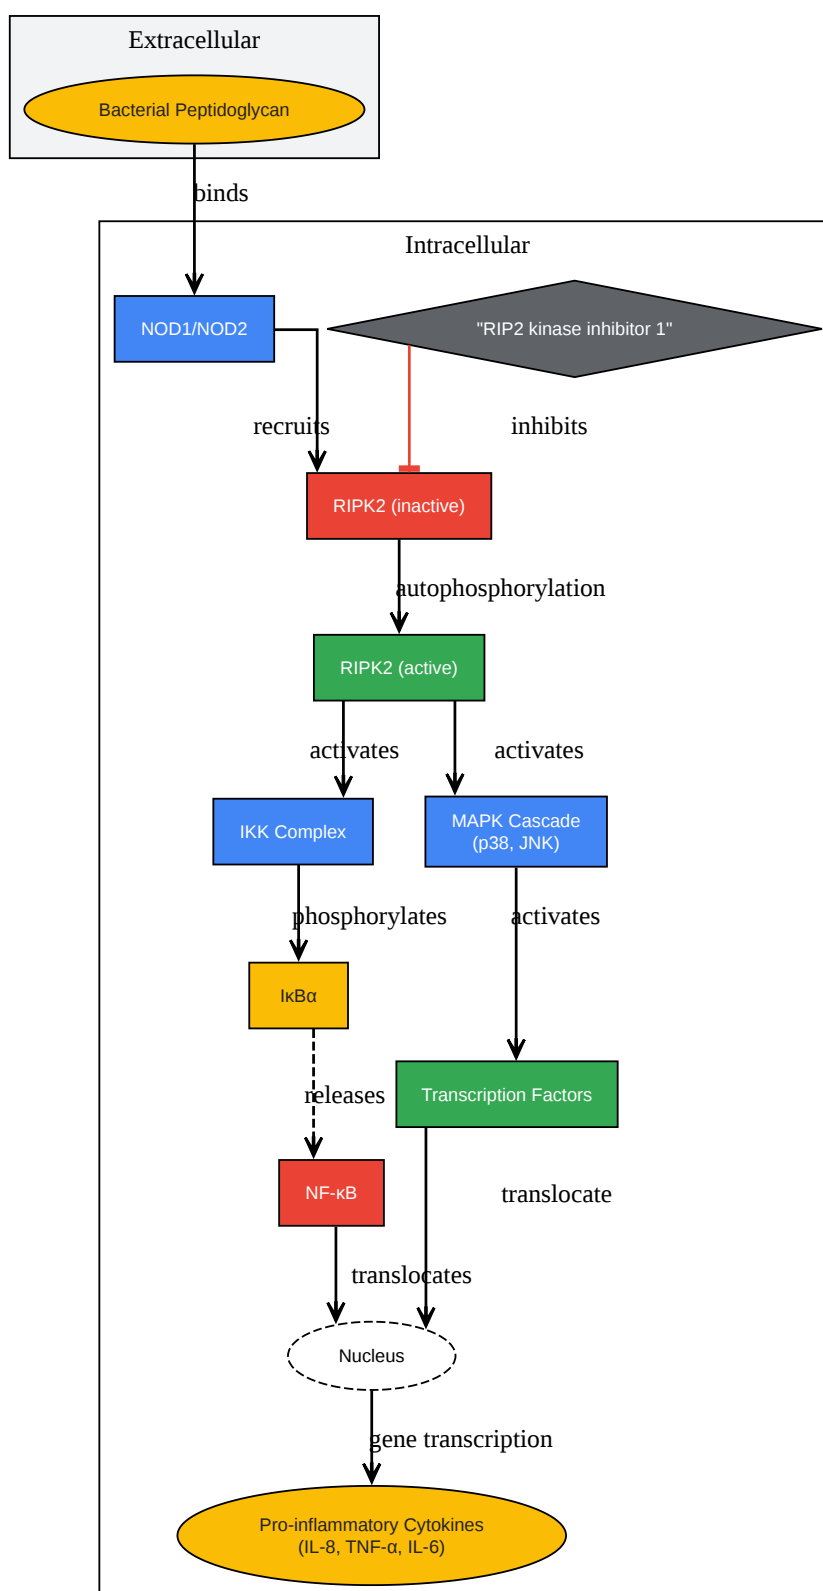 Extracellular
Bacterial Peptidoglycan
binds
Intracellular
NOD1/NOD2
"RIP2 kinase inhibitor 1"
recruits
inhibits
RIPK2 (inactive)
autophosphorylation
RIPK2 (active)
activates
activates
IKK Complex
MAPK Cascade
(p38, JNK)
phosphorylates
activates
IκBα
releases
Transcription Factors
NF-κB
translocate
translocates
Nucleus
gene transcription
Pro-inflammatory Cytokines
(IL-8, TNF-α, IL-6)